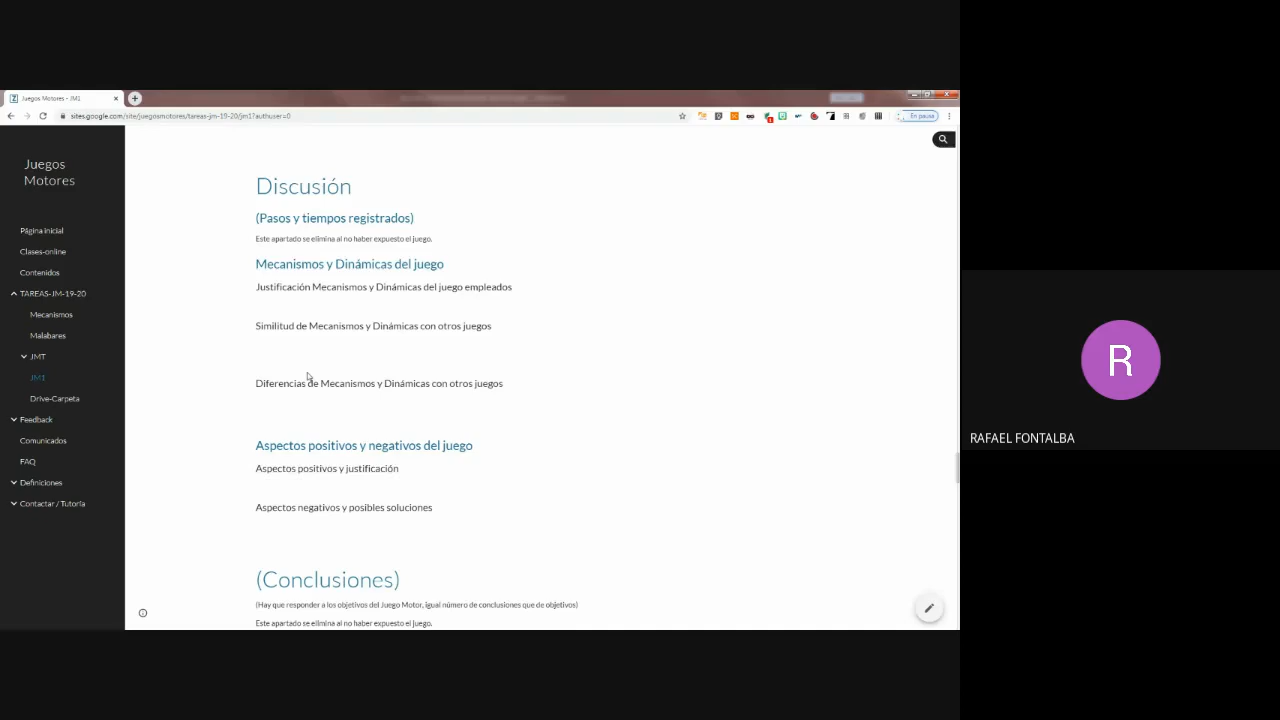 Juegos Motores - JM1
sites.google.com/site/juegosmotores/tareas-jm-19-20/jm1?authuser=0
En pausa
Juegos
Motores
Página inicial
Clases-online
Contenidos
TAREAS-JM-19-20
Mecanismos
Malabares
JMT
JM1
Drive-Carpeta
Feedback
Comunicados
FAQ
Definiciones
Contactar / Tutoría
Discusión
(Pasos y tiempos registrados)
Este apartado se elimina al no haber expuesto el juego.
Mecanismos y Dinámicas del juego
Justificación Mecanismos y Dinámicas del juego empleados
Similitud de Mecanismos y Dinámicas con otros juegos
Diferencias de Mecanismos y Dinámicas con otros juegos
Aspectos positivos y negativos del juego
Aspectos positivos y justificación
Aspectos negativos y posibles soluciones
(Conclusiones)
(Hay que responder a los objetivos del Juego Motor, igual número de conclusiones que de objetivos)
Este apartado se elimina al no haber expuesto el juego.
R
RAFAEL FONTALBA